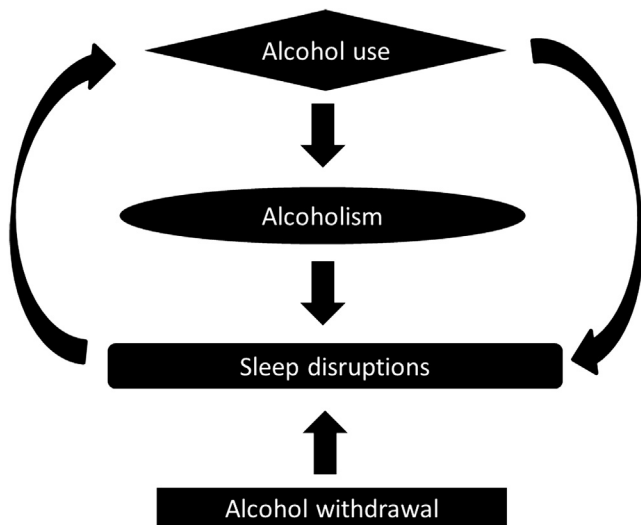 Alcohol use
Alcoholism
Sleep disruptions
Alcohol withdrawal